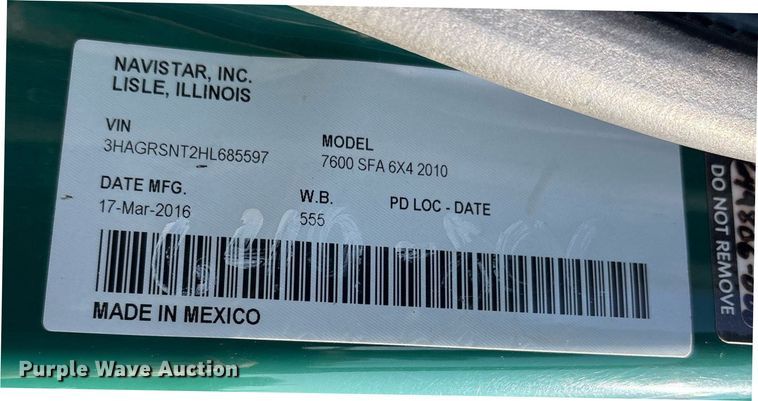 NAVISTAR, INC.
LISLE, ILLINOIS
VIN
3HAGRSNT2HL685597
MODEL
7600 SFA 6X4 2010
DATE MFG.
17-Mar-2016
W.B.
555
PD LOC - DATE
MADE IN MEXICO
DO NOT REMOVE
Purple Wave Auction